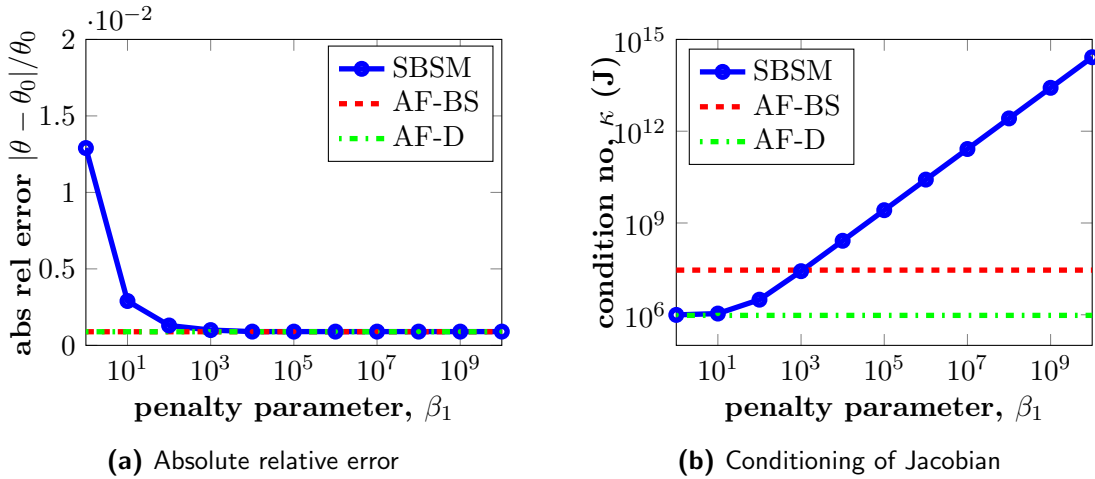 ·10⁻²
2
1.5
1
0.5
0
abs rel error |θ − θ₀|/θ₀
SBSM
AF-BS
AF-D
10¹ 10³ 10⁵ 10⁷ 10⁹
penalty parameter, β₁
(a) Absolute relative error
10¹⁵
10¹²
10⁹
10⁶
condition no, κ (J)
SBSM
AF-BS
AF-D
10¹ 10³ 10⁵ 10⁷ 10⁹
penalty parameter, β₁
(b) Conditioning of Jacobian